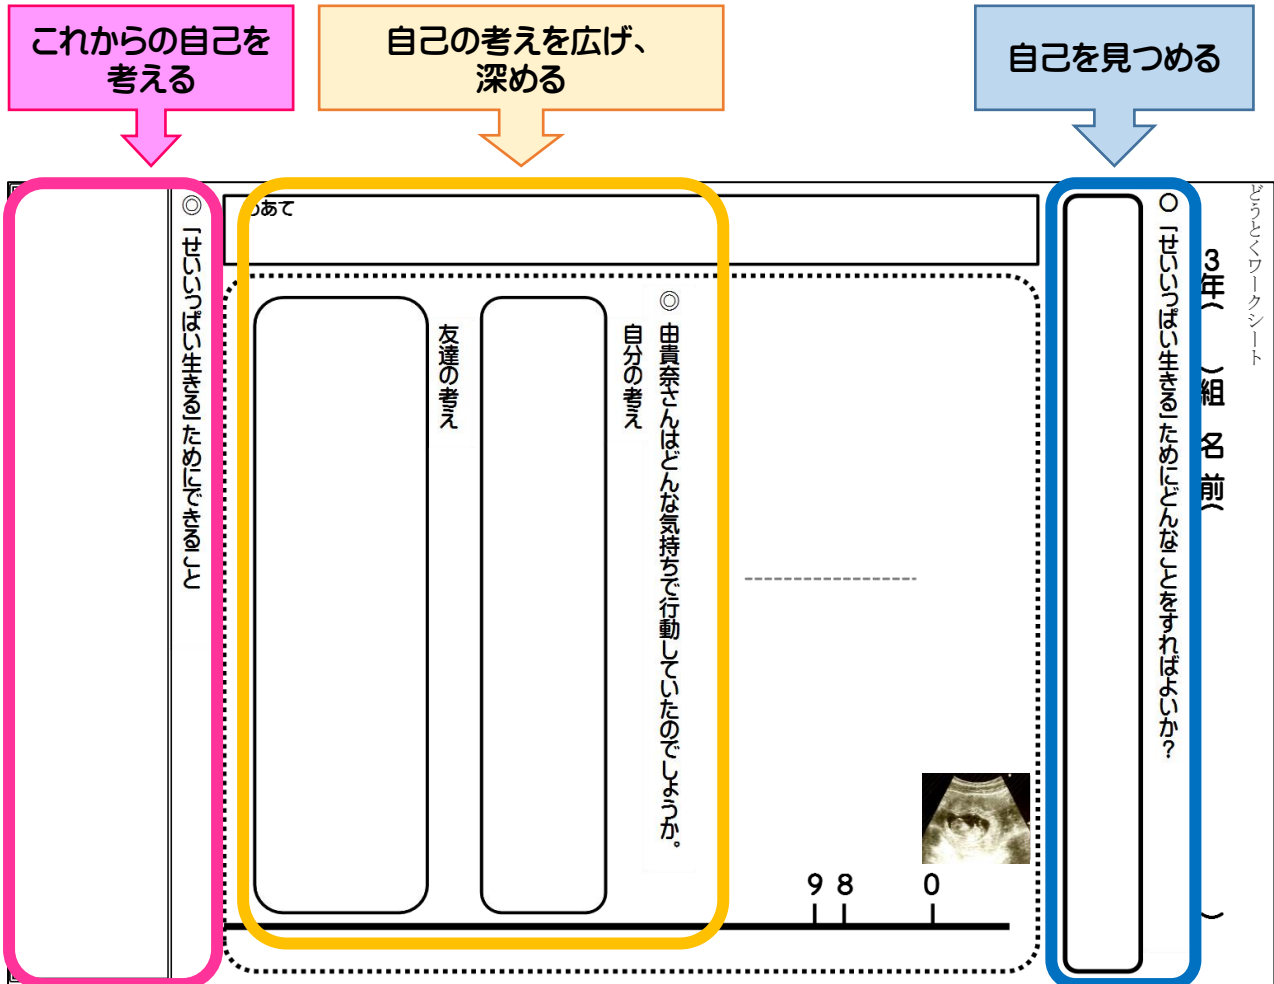 これからの自己を
考える
自己の考えを広げ、
深める
自己を見つめる
どうとくワークシート
3年(　)組　名前(　)
○「せいいっぱい生きる」ためにどんなことをすればよいか？
めあて
0
8
9
◎　由貴奈さんはどんな気持ちで行動していたのでしょうか。
自分の考え
友達の考え
◎「せいいっぱい生きる」ためにできること